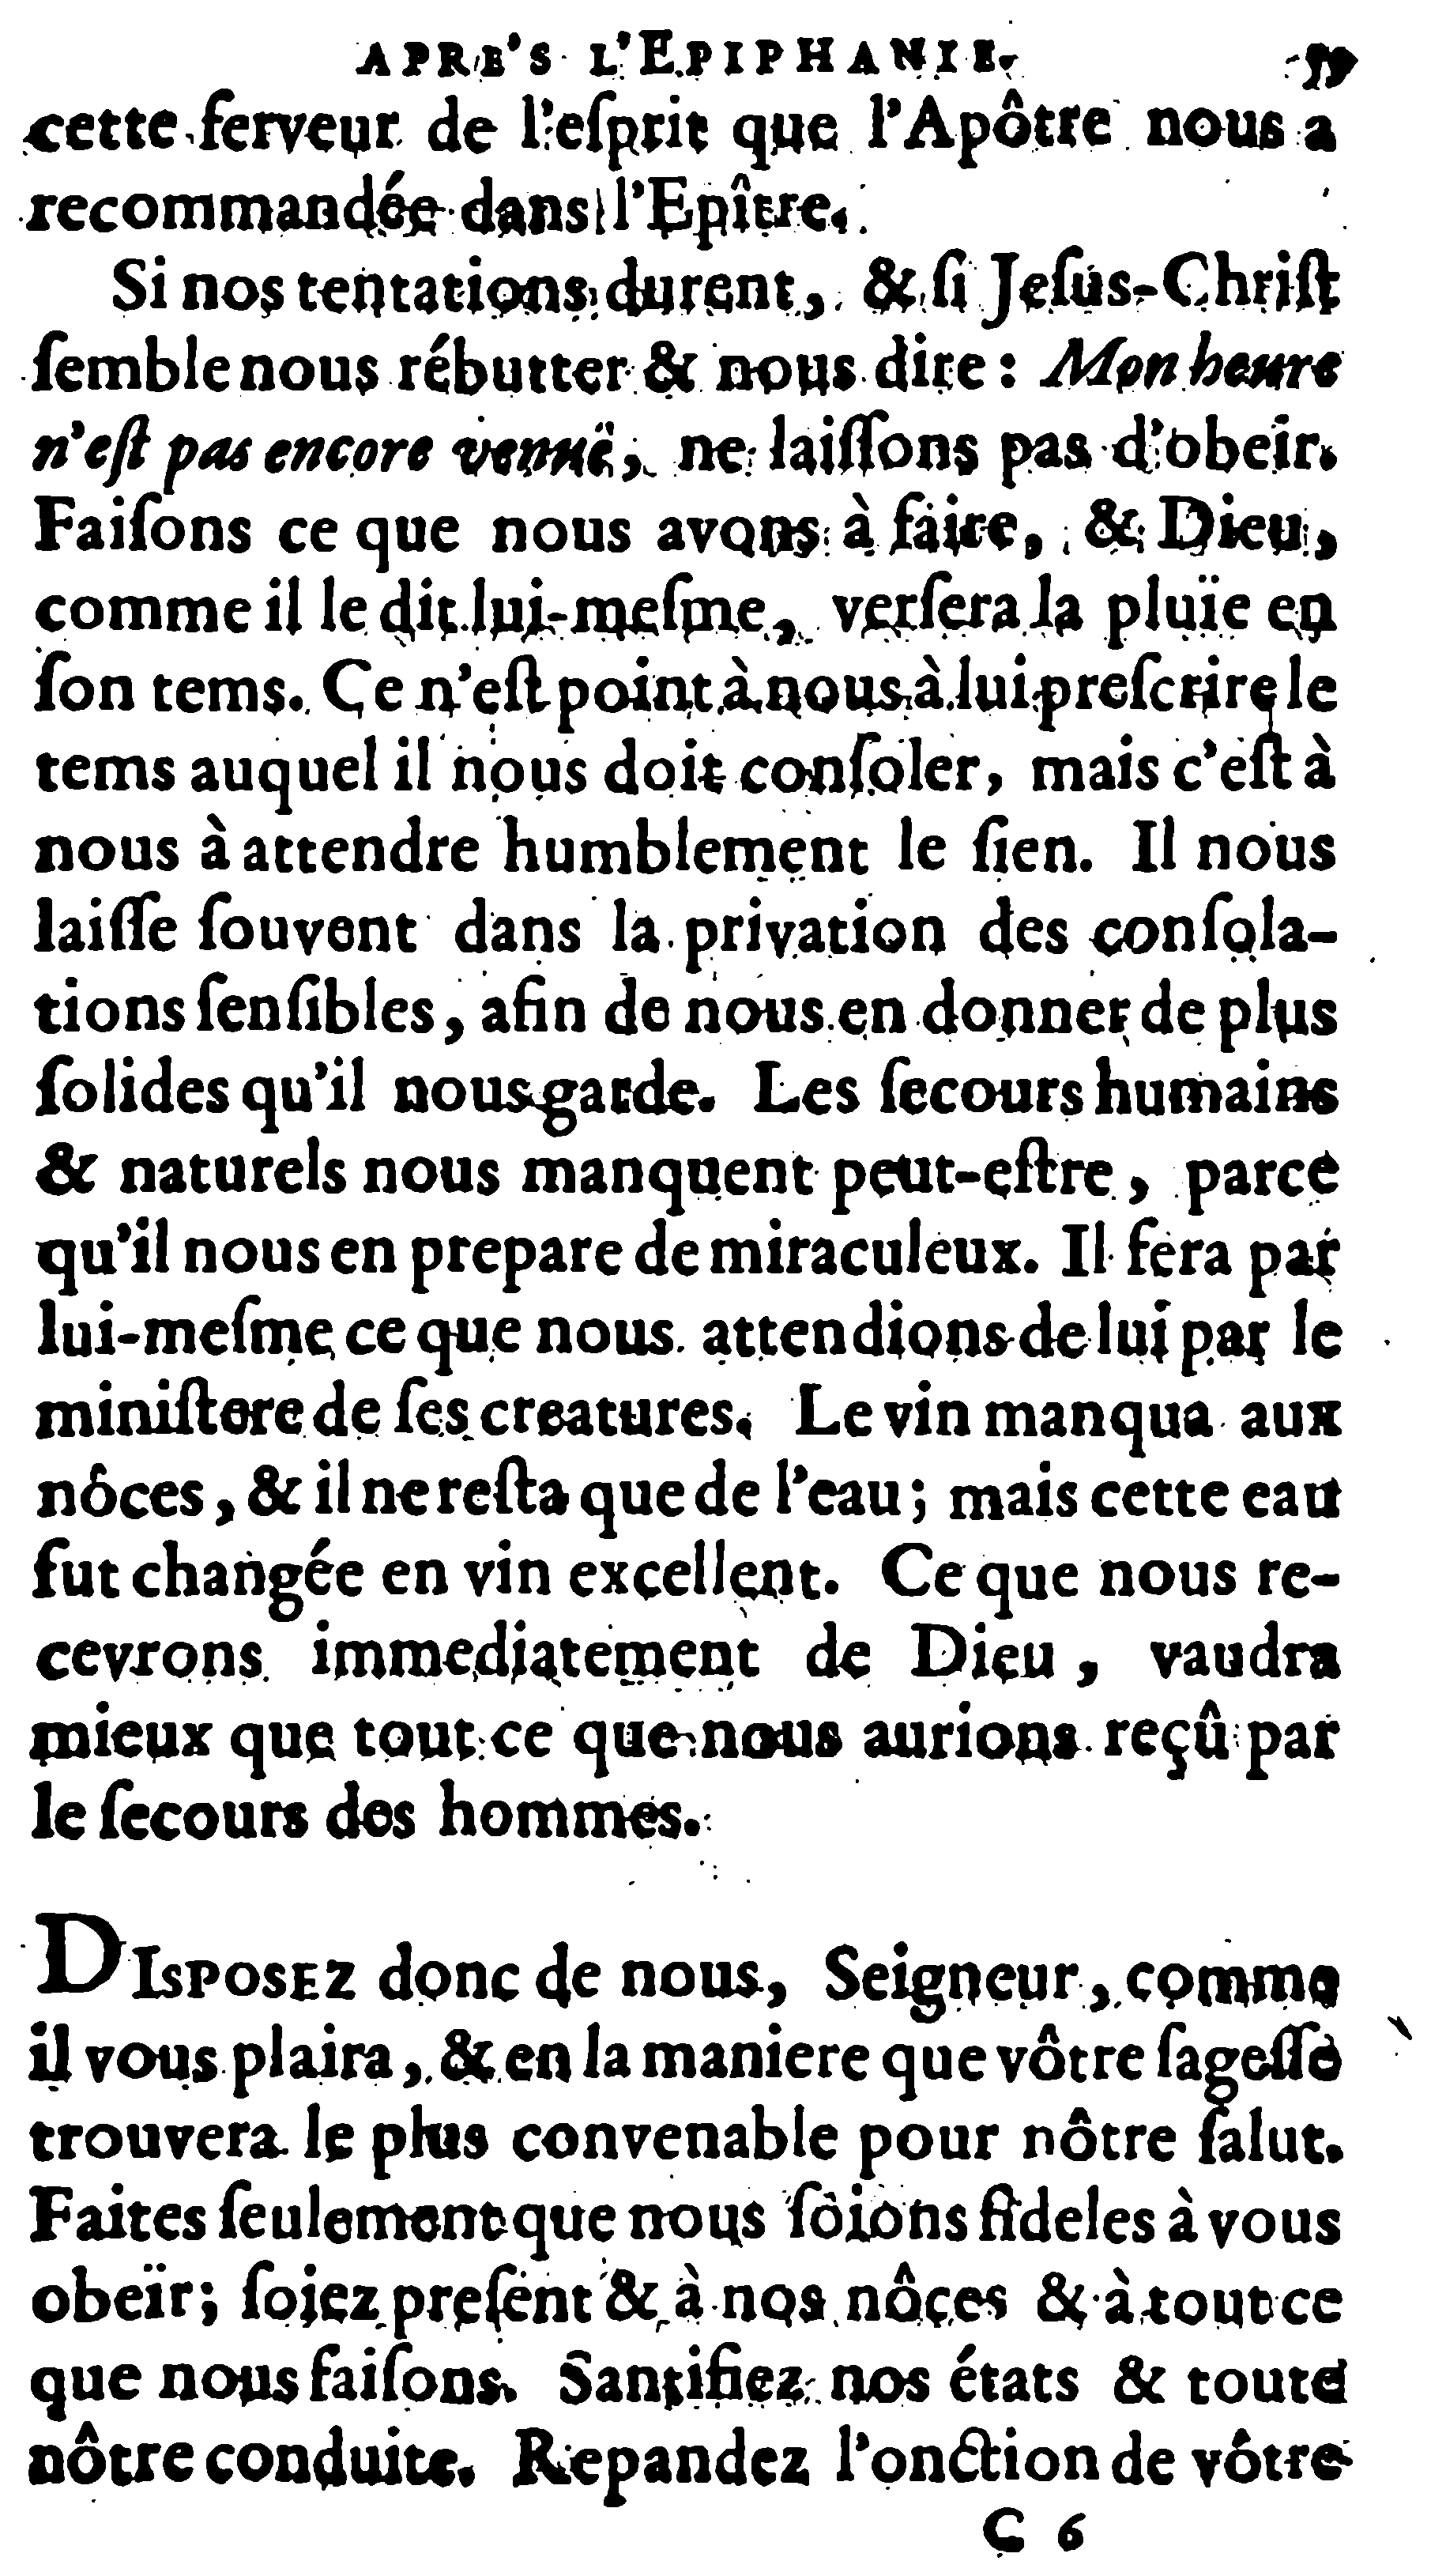 APRE'S L'EPIPHANIE. 59
cette ferveur de l'eſprit que l'Apôtre nous a
recommandée dans l'Epître.
Si nos tentations durent, & ſi Jeſus-Chriſt
ſemble nous rébutter & nous dire : Mon heure
n'eſt pas encore venuë, ne laiſſons pas d'obeir.
Faiſons ce que nous avons à faire, & Dieu,
comme il le dit lui-meſme, verſera la pluïe en
ſon tems. Ce n'eſt point à nous à lui preſcrire le
tems auquel il nous doit conſoler, mais c'eſt à
nous à attendre humblement le ſien. Il nous
laiſſe ſouvent dans la privation des conſola-
tions ſenſibles, afin de nous en donner de plus
ſolides qu'il nous garde. Les ſecours humains
& naturels nous manquent peut-eſtre, parce
qu'il nous en prepare de miraculeux. Il fera par
lui-meſme ce que nous attendions de lui par le
miniſtere de ſes creatures. Le vin manqua aux
nôces, & il ne reſta que de l'eau ; mais cette eau
fut changée en vin excellent. Ce que nous re-
cevrons immediatement de Dieu, vaudra
mieux que tout ce que nous aurions reçû par
le ſecours des hommes.
DISPOSEZ donc de nous, Seigneur, comme
il vous plaira, & en la maniere que vôtre ſageſſe
trouvera le plus convenable pour nôtre ſalut.
Faites ſeulement que nous ſoions fideles à vous
obeïr ; ſoiez preſent & à nos nôces & à tout ce
que nous faiſons. Santifiez nos états & toute
nôtre conduite. Repandez l'onction de vôtre
C 6